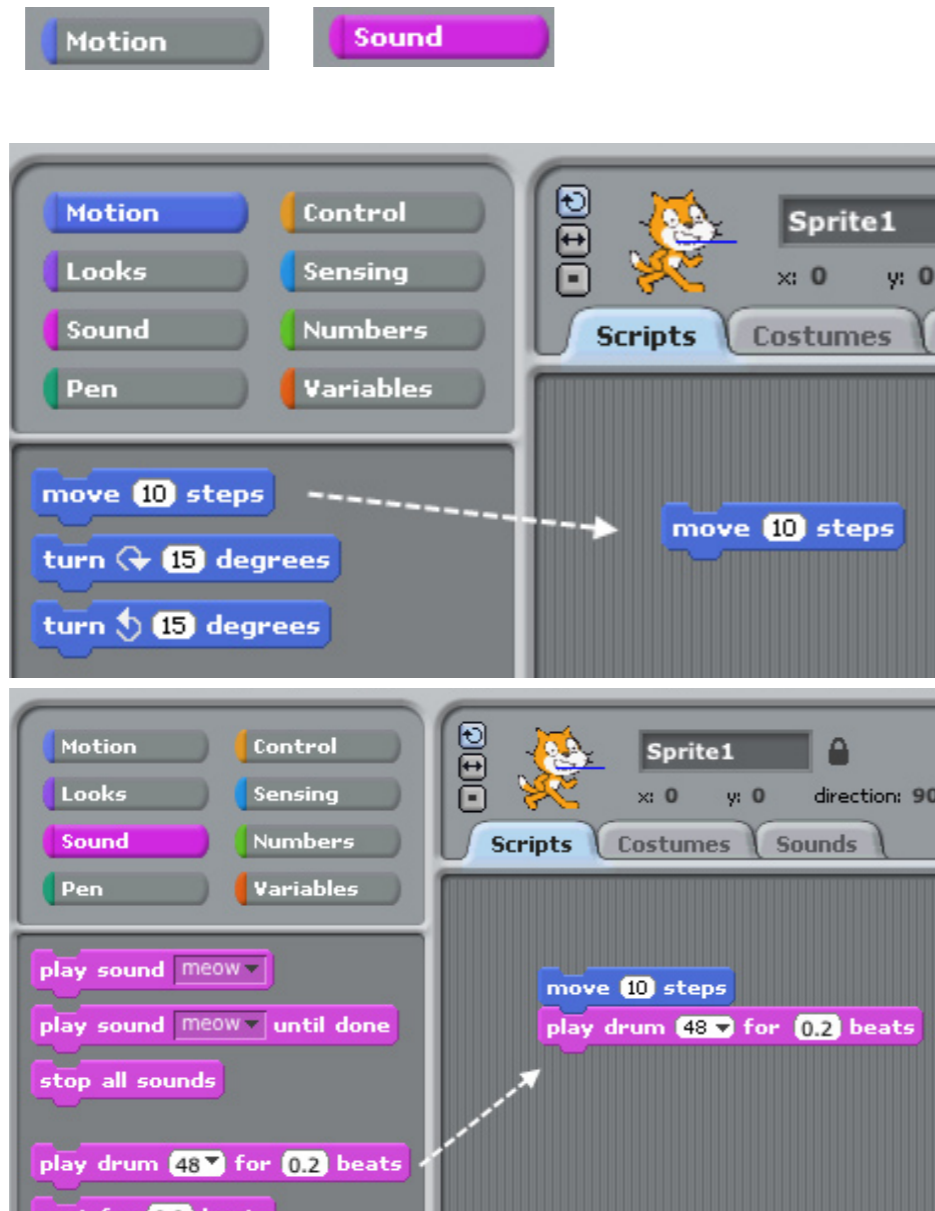 Motion Sound
Motion Control
Looks Sensing
Sound Numbers
Pen Variables
Sprite1
x: 0 y: 0
Scripts Costumes
move 10 steps
turn 15 degrees
turn 15 degrees
move 10 steps
Motion Control
Looks Sensing
Sound Numbers
Pen Variables
Sprite1
x: 0 y: 0 direction: 90
Scripts Costumes Sounds
play sound meow
play sound meow until done
stop all sounds
play drum 48 for 0.2 beats
move 10 steps
play drum 48 for 0.2 beats